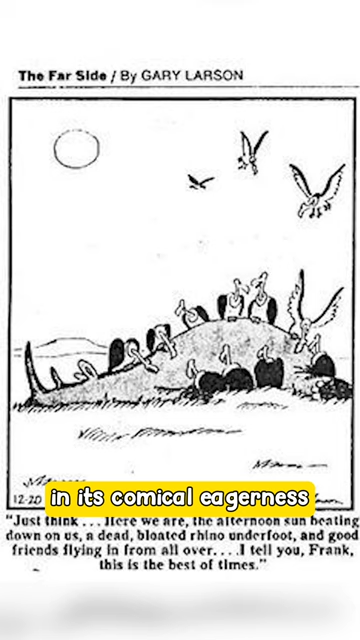 The Far Side / By GARY LARSON
12-20
in its comical eagerness
"Just think . . . Here we are, the afternoon sun beating
down on us, a dead, bloated rhino underfoot, and good
friends flying in from all over. . . . I tell you, Frank,
this is the best of times."